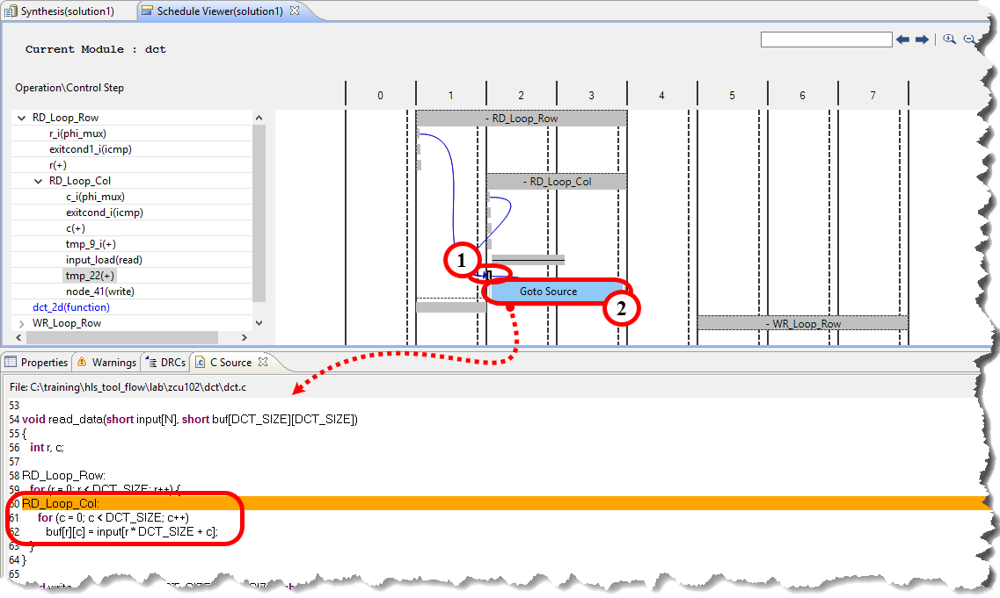 Synthesis(solution1)
Schedule Viewer(solution1)
Current Module : dct
Operation\Control Step
0 1 2 3 4 5 6 7
RD_Loop_Row
- RD_Loop_Row
r_i(phi_mux)
exitcond1_i(icmp)
r(+)
RD_Loop_Col
- RD_Loop_Col
c_i(phi_mux)
exitcond_i(icmp)
c(+)
tmp_9_i(+)
input_load(read)
1
tmp_22(+)
node_41(write)
Goto Source
2
dct_2d(function)
WR_Loop_Row
- WR_Loop_Row
Properties
Warnings
DRCs
C Source
File: C:\training\hls_tool_flow\lab\zcu102\dct\dct.c
53
54 void read_data(short input[N], short buf[DCT_SIZE][DCT_SIZE])
55 {
56 int r, c;
57
58 RD_Loop_Row:
59 for (r = 0; r < DCT_SIZE; r++) {
60 RD_Loop_Col:
61 for (c = 0; c < DCT_SIZE; c++)
62 buf[r][c] = input[r * DCT_SIZE + c];
63 }
64 }
65